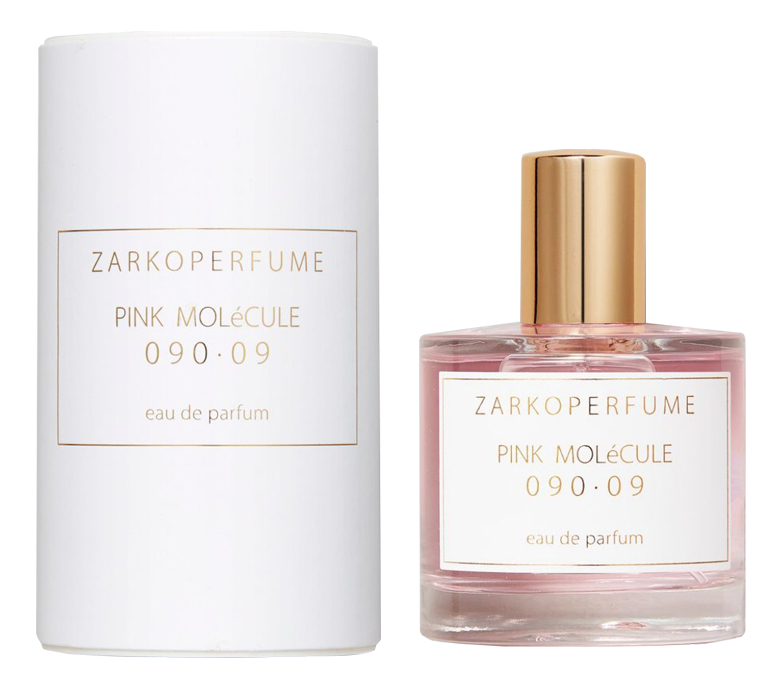 ZARKOPERFUME
PINK MOLéCULE
090·09
eau de parfum
ZARKOPERFUME
PINK MOLéCULE
090·09
eau de parfum